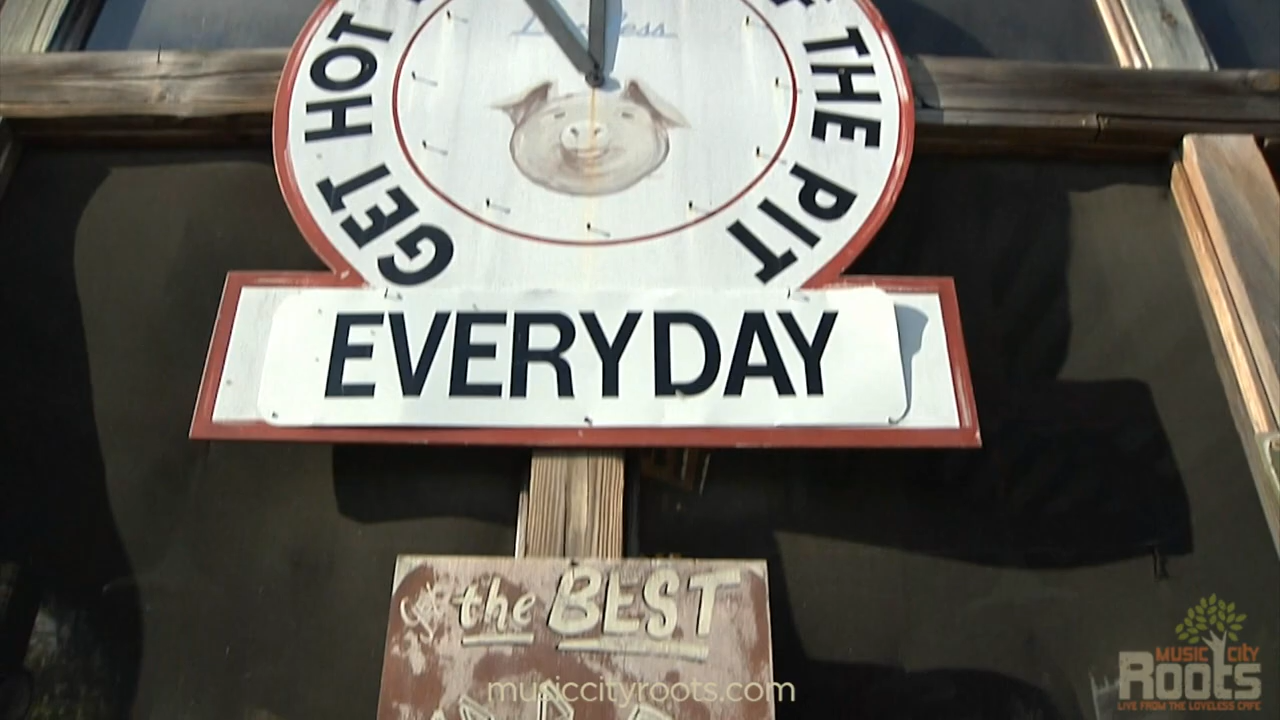 GET HOT
THE PIT
EVERYDAY
the BEST
musiccityroots.com
MUSIC CITY
ROOTS
LIVE FROM THE LOVELESS CAFE